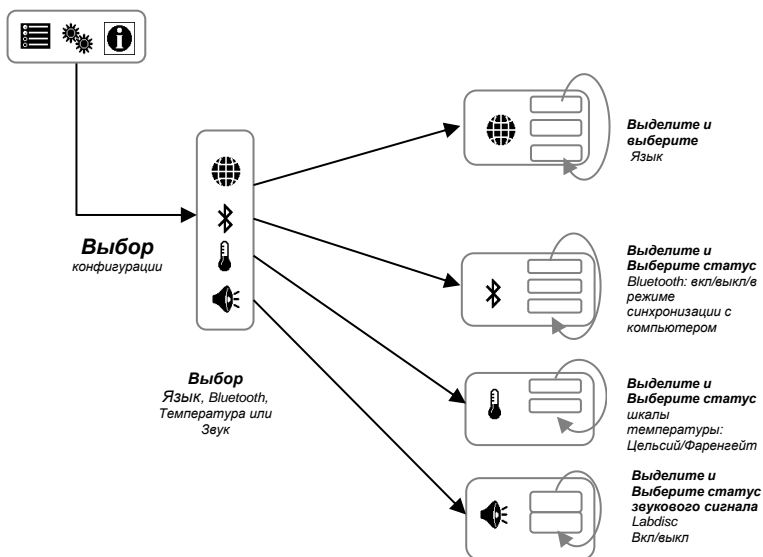 Выделите и
выберите
Язык
Выбор
конфигурации
Выделите и
Выберите статус
Bluetooth: вкл/выкл/в
режиме
синхронизации с
компьютером
Выбор
Язык, Bluetooth,
Температура или
Звук
Выделите и
Выберите статус
шкалы
температуры:
Цельсий/Фаренгейт
Выделите и
Выберите статус
звукового сигнала
Labdisc
Вкл/выкл